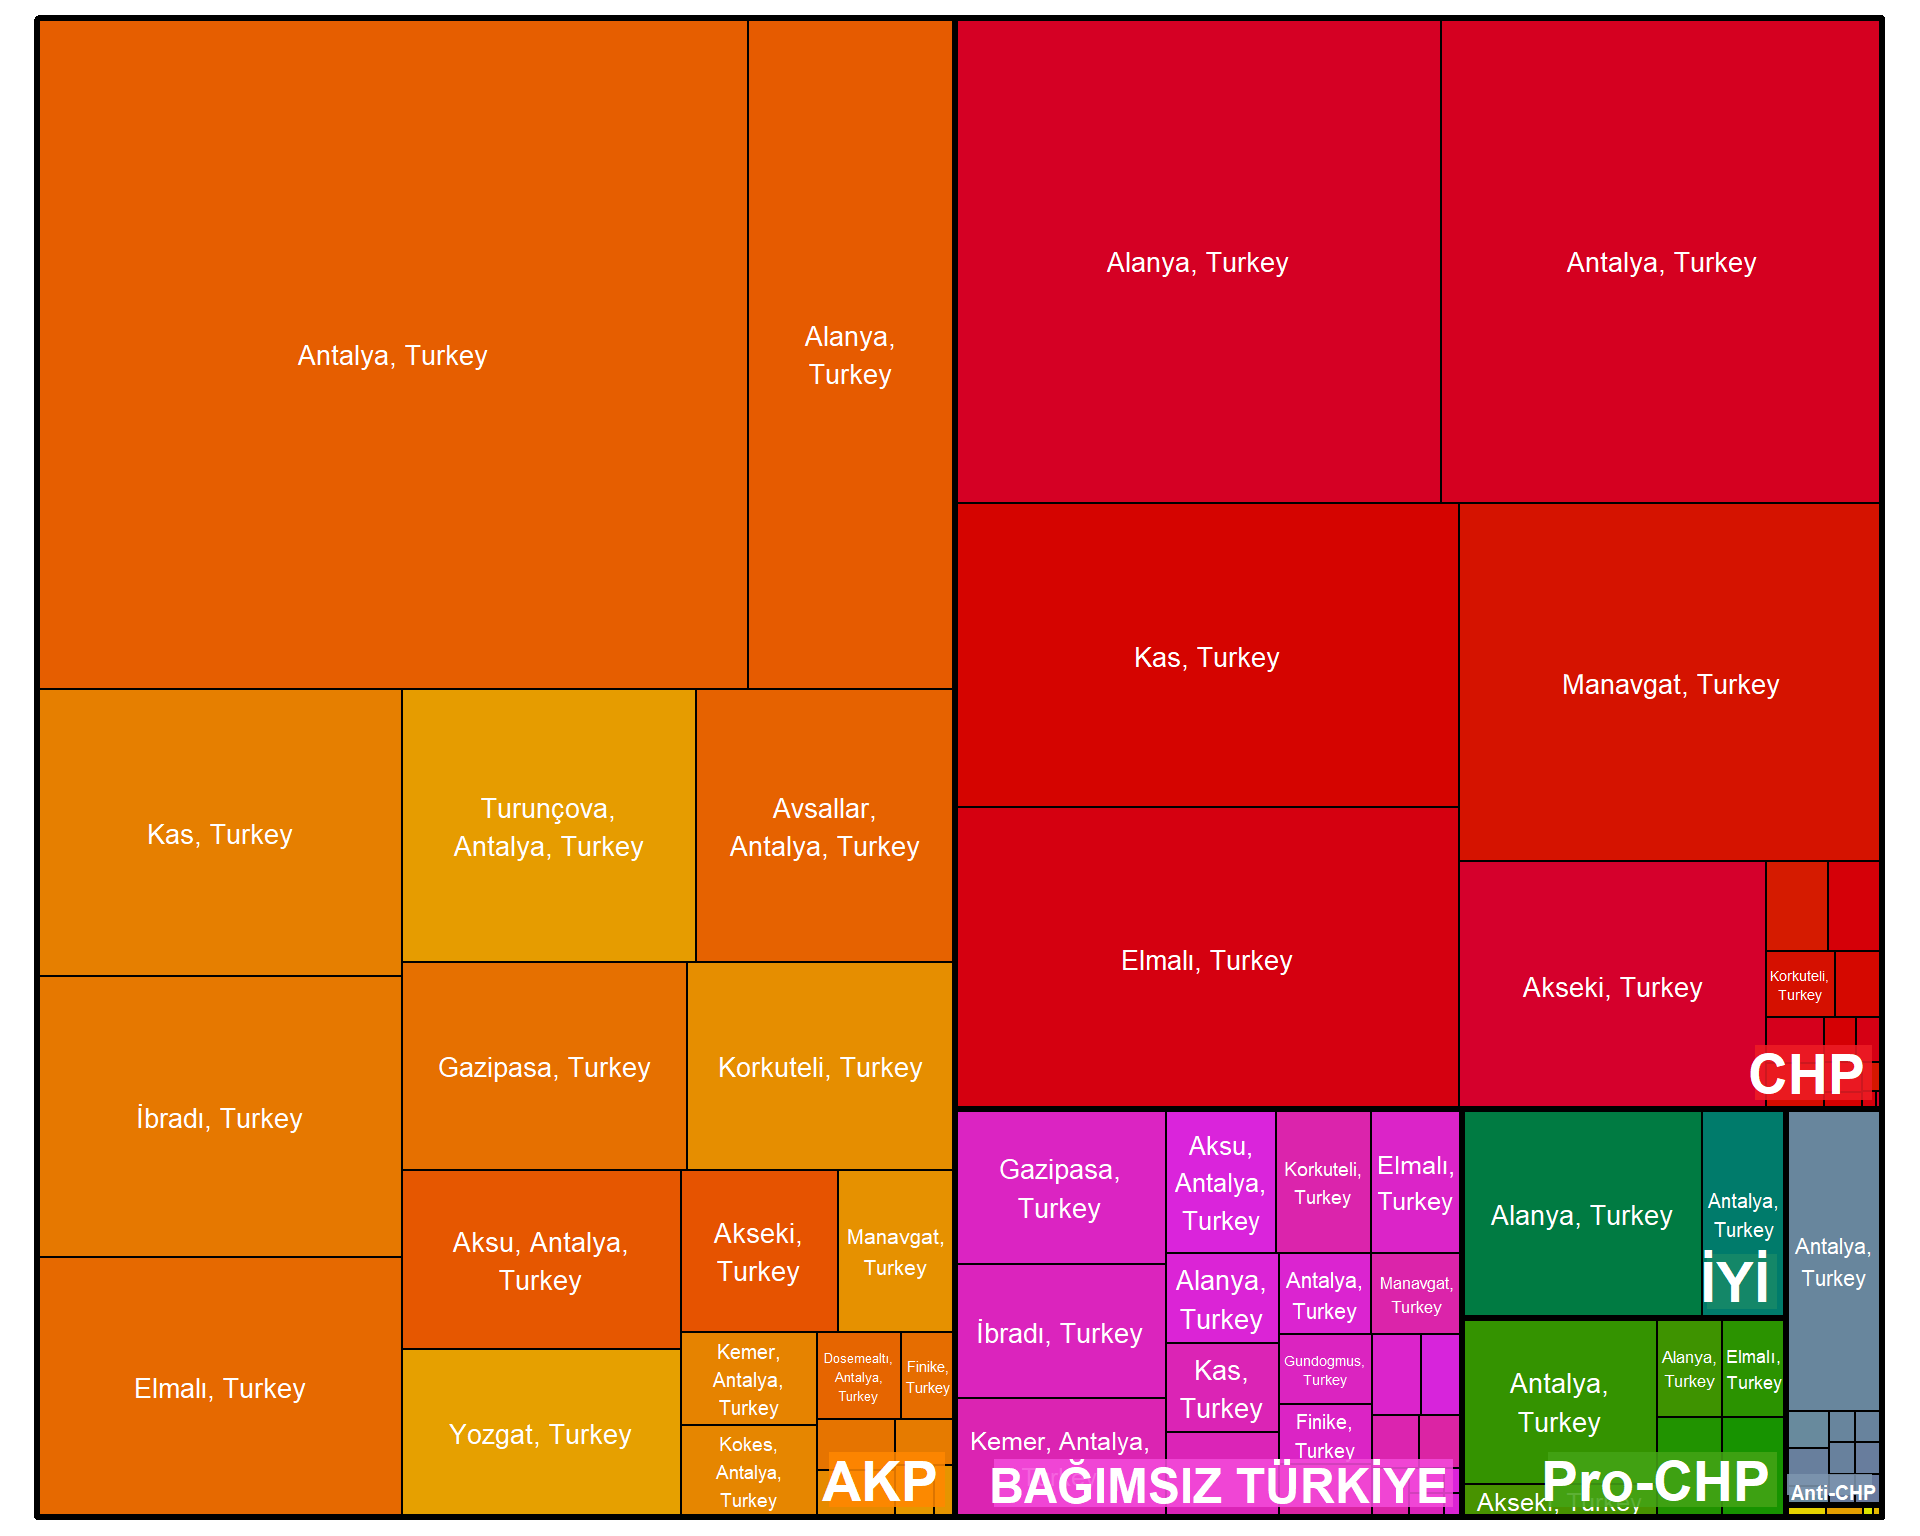 Antalya, Turkey
Alanya,
Turkey
Kas, Turkey
Turunçova,
Antalya, Turkey
Avsallar,
Antalya, Turkey
İbradı, Turkey
Gazipasa, Turkey
Korkuteli, Turkey
Elmalı, Turkey
Aksu, Antalya,
Turkey
Akseki,
Turkey
Manavgat,
Turkey
Yozgat, Turkey
Kemer,
Antalya,
Turkey
Dosemealtı,
Antalya,
Turkey
Finike,
Turkey
Kokes,
Antalya,
Turkey
AKP
Alanya, Turkey
Antalya, Turkey
Kas, Turkey
Manavgat, Turkey
Elmalı, Turkey
Akseki, Turkey
Korkuteli,
Turkey
CHP
Gazipasa,
Turkey
Aksu,
Antalya,
Turkey
Korkuteli,
Turkey
Elmalı,
Turkey
İbradı, Turkey
Alanya,
Turkey
Antalya,
Turkey
Manavgat,
Turkey
Kas,
Turkey
Gundogmus,
Turkey
Kemer, Antalya,
Finike,
Turkey
BAĞIMSIZ TÜRKİYE
Alanya, Turkey
Antalya,
Turkey
İYİ
Antalya,
Turkey
Alanya,
Turkey
Elmalı,
Turkey
Akseki, Turkey
Pro-CHP
Antalya,
Turkey
Anti-CHP